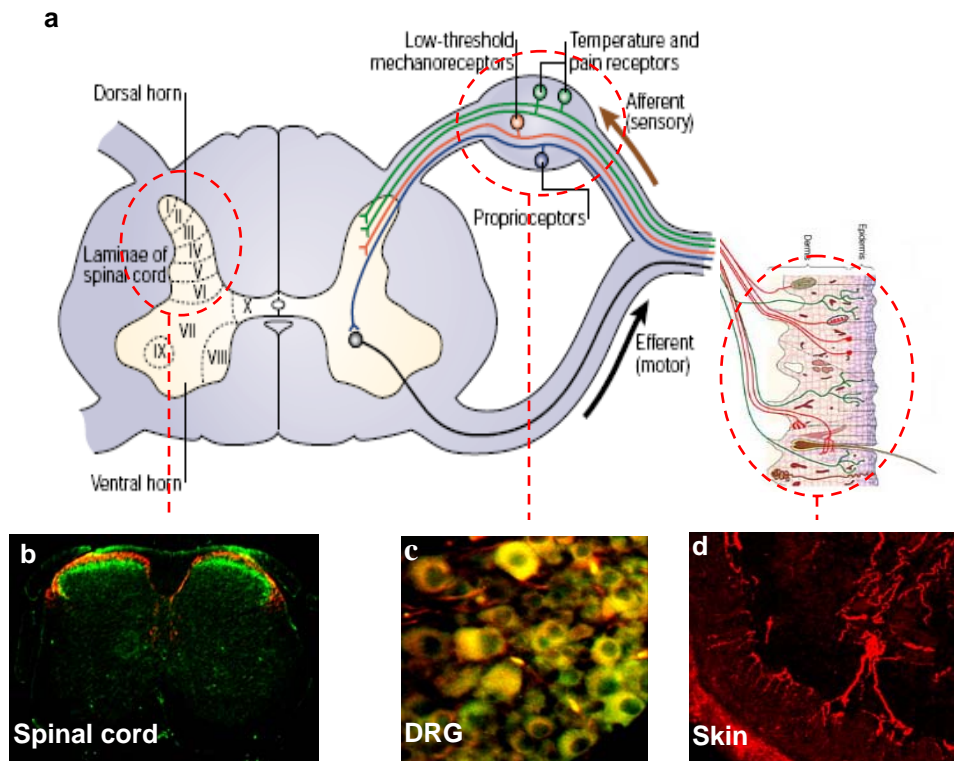 a
Low-threshold
mechanoreceptors
Temperature and
pain receptors
Dorsal horn
Afferent
(sensory)
Proprioceptors
I
II
III
IV
V
VI
Laminae of
spinal cord
X
VII
IX
VIII
Efferent
(motor)
Ventral horn
Dermis
Epidermis
b
Spinal cord
c
DRG
d
Skin